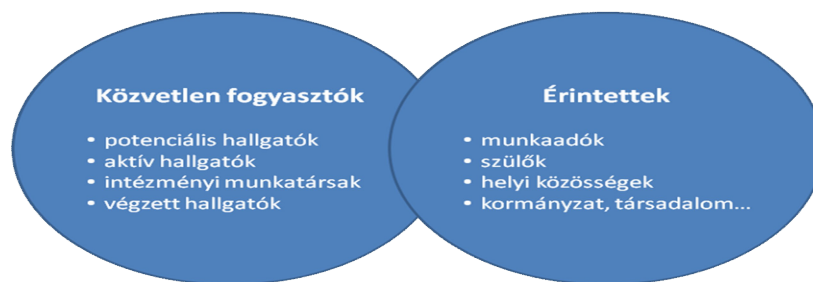 Közvetlen fogyasztók
• potenciális hallgatók
• aktív hallgatók
• intézményi munkatársak
• végzett hallgatók
Érintettek
• munkaadók
• szülők
• helyi közösségek
• kormányzat, társadalom...